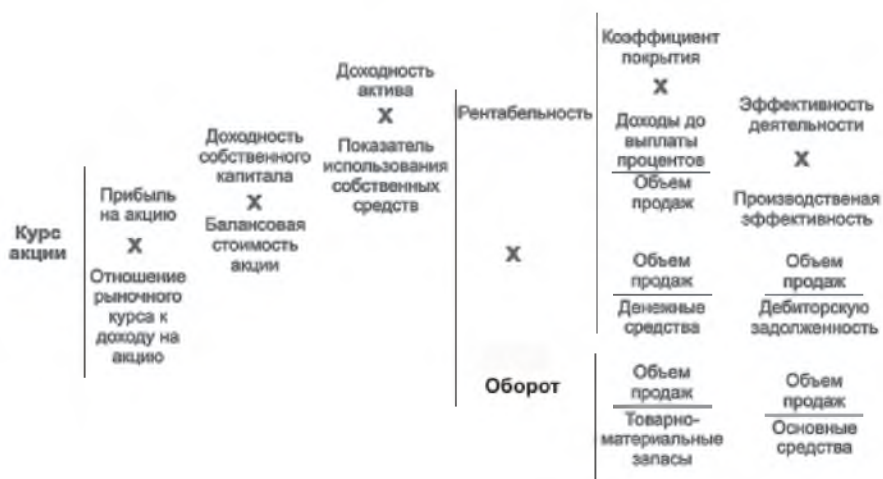 Курс
акции
Прибыль
на акцию
X
Отношение
рыночного
курса к
доходу на
акцию
Доходность
собственного
капитала
X
Балансовая
стоимость
акции
Доходность
актива
X
Показатель
использования
собственных
средств
Рентабельность
X
Оборот
Коэффициент
покрытия
X
Доходы до
выплаты
процентов
Объем
продаж
Эффективность
деятельности
X
Производственая
эффективность
Объем
продаж
Денежные
средства
Объем
продаж
Дебиторскую
задолженность
Объем
продаж
Товарно-
материальные
запасы
Объем
продаж
Основные
средства